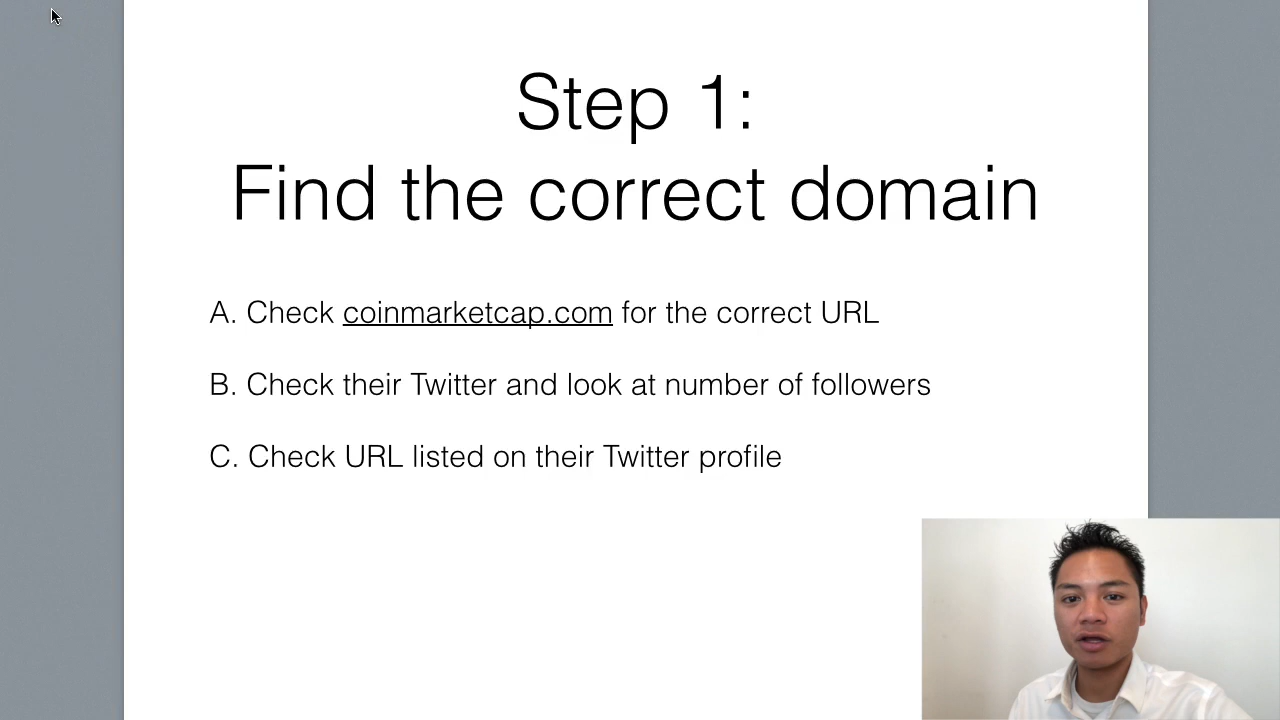 Step 1:
Find the correct domain
A. Check coinmarketcap.com for the correct URL
B. Check their Twitter and look at number of followers
C. Check URL listed on their Twitter profile